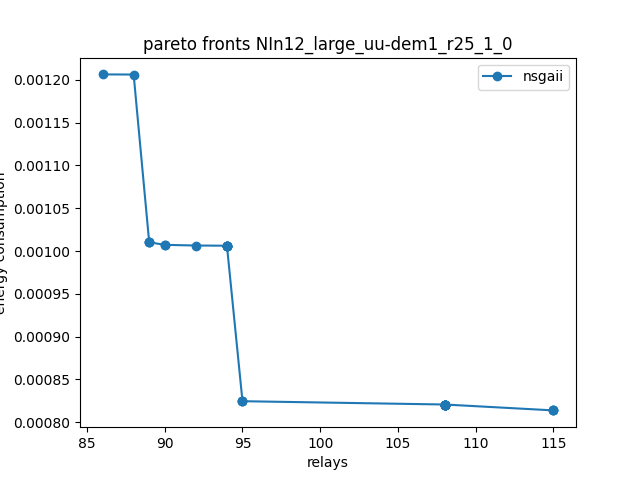 pareto fronts NIn12_large_uu-dem1_r25_1_0
nsgaii
0.00120
0.00115
0.00110
0.00105
0.00100
0.00095
0.00090
0.00085
0.00080
energy consumption
85 90 95 100 105 110 115
relays